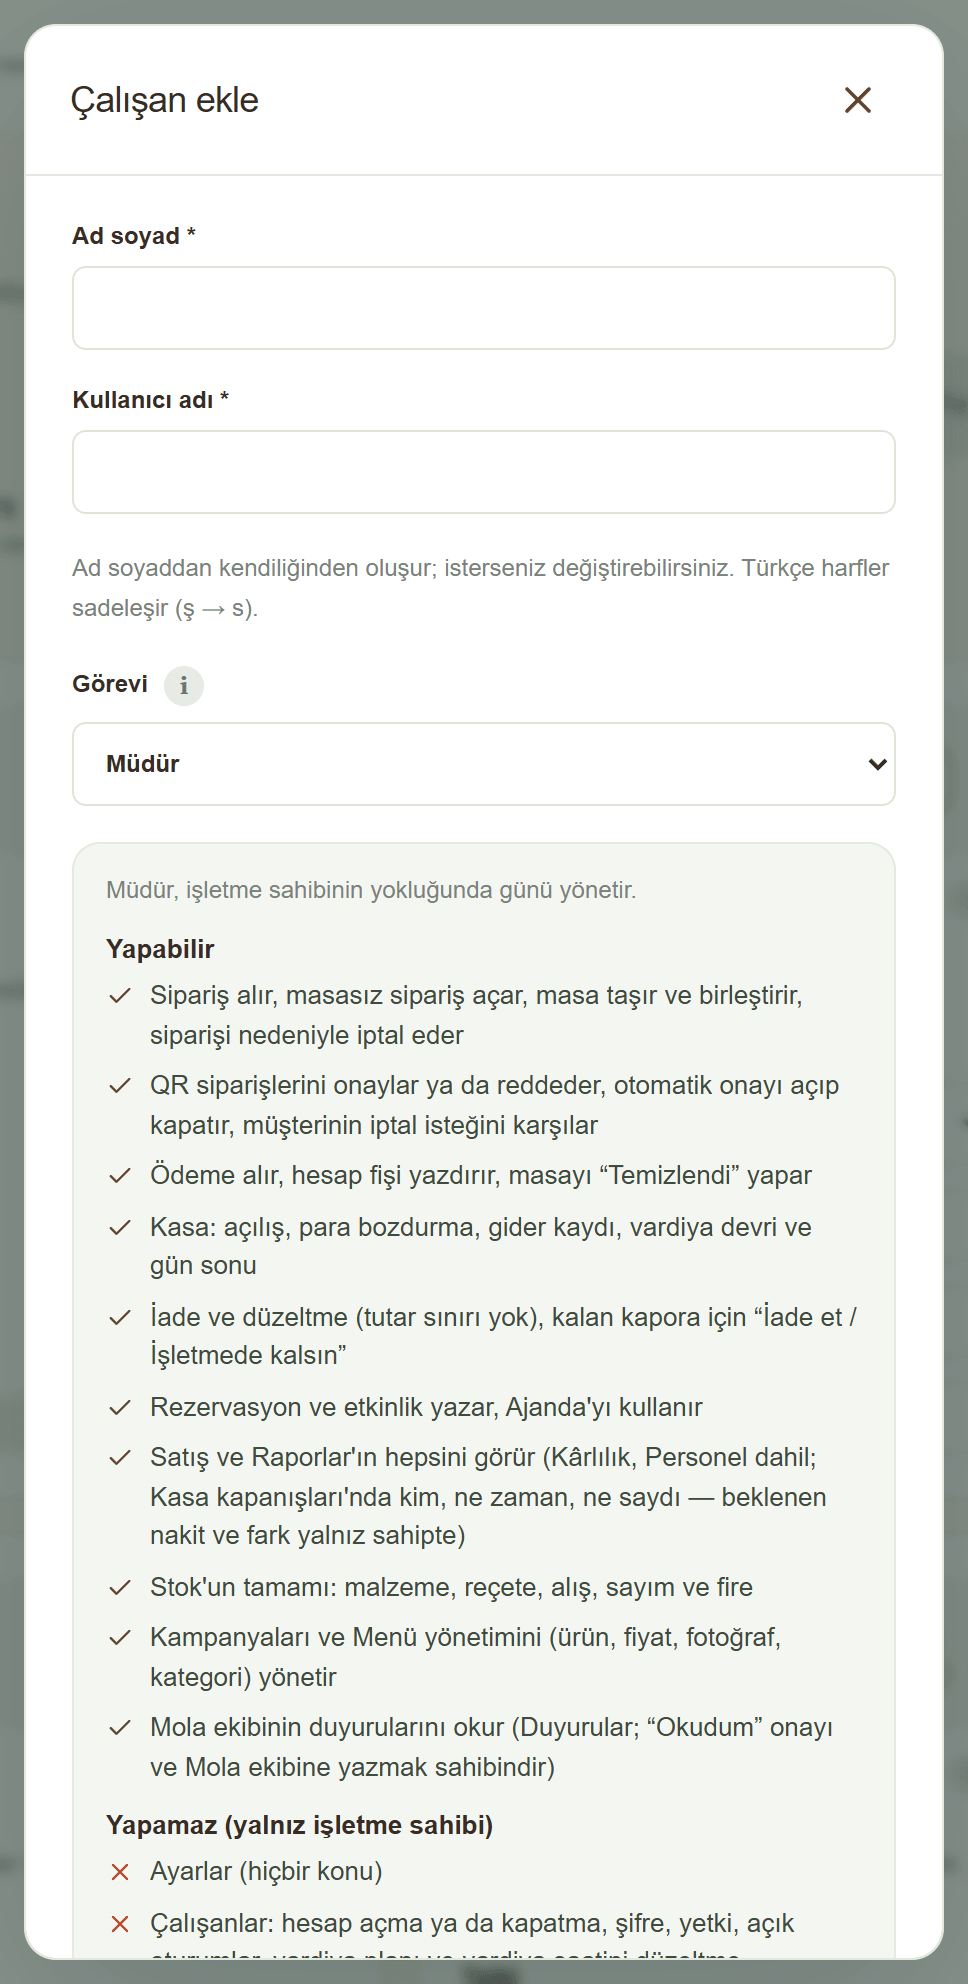 Çalışan ekle
Ad soyad *
Kullanıcı adı *
Ad soyaddan kendiliğinden oluşur; isterseniz değiştirebilirsiniz. Türkçe harfler
sadeleşir (ş → s).
Görevi i
Müdür
Müdür, işletme sahibinin yokluğunda günü yönetir.
Yapabilir
Sipariş alır, masasız sipariş açar, masa taşır ve birleştirir,
siparişi nedeniyle iptal eder
QR siparişlerini onaylar ya da reddeder, otomatik onayı açıp
kapatır, müşterinin iptal isteğini karşılar
Ödeme alır, hesap fişi yazdırır, masayı “Temizlendi” yapar
Kasa: açılış, para bozdurma, gider kaydı, vardiya devri ve
gün sonu
İade ve düzeltme (tutar sınırı yok), kalan kapora için “İade et /
İşletmede kalsın”
Rezervasyon ve etkinlik yazar, Ajanda'yı kullanır
Satış ve Raporlar'ın hepsini görür (Kârlılık, Personel dahil;
Kasa kapanışları'nda kim, ne zaman, ne saydı — beklenen
nakit ve fark yalnız sahipte)
Stok'un tamamı: malzeme, reçete, alış, sayım ve fire
Kampanyaları ve Menü yönetimini (ürün, fiyat, fotoğraf,
kategori) yönetir
Mola ekibinin duyurularını okur (Duyurular; “Okudum” onayı
ve Mola ekibine yazmak sahibindir)
Yapamaz (yalnız işletme sahibi)
Ayarlar (hiçbir konu)
Çalışanlar: hesap açma ya da kapatma, şifre, yetki, açık